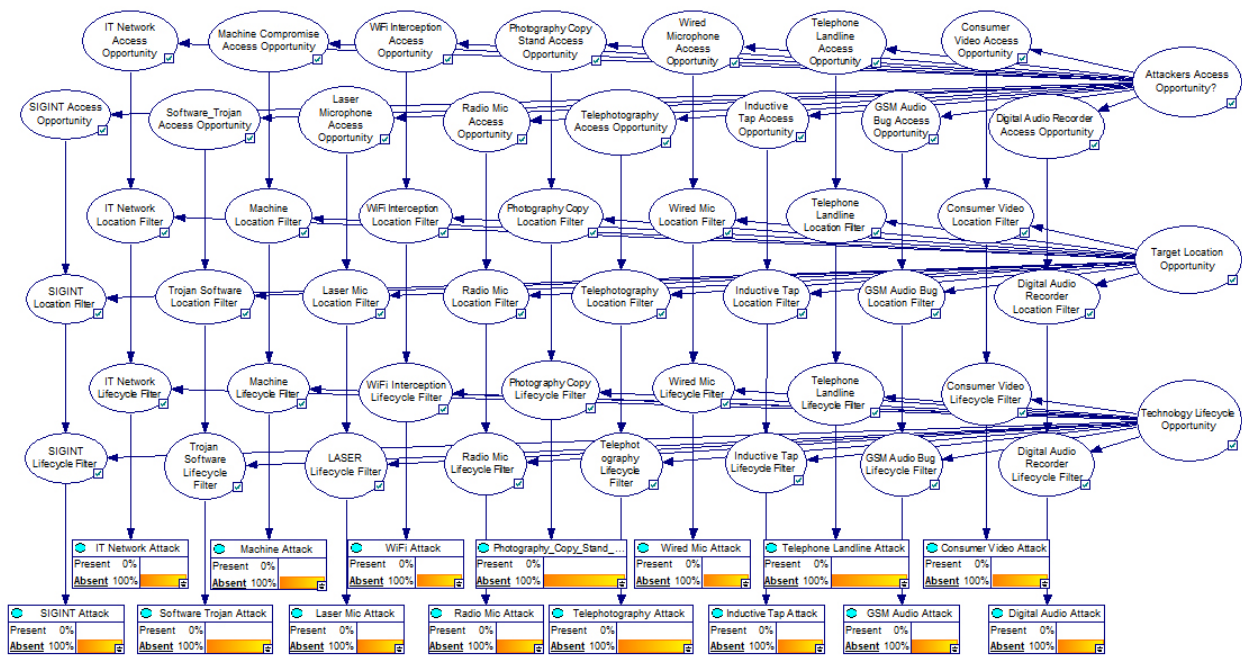 IT Network
Access
Opportunity
Machine Compromise
Access Opportunity
WiFi Interception
Access
Opportunity
Photography Copy
Stand Access
Opportunity
Wired
Microphone
Access
Opportunity
Telephone
Landline
Access
Opportunity
Consumer
Video Access
Opportunity
Attackers Access
Opportunity?
SIGINT Access
Opportunity
Software_Trojan
Access Opportunity
Laser
Microphone
Access
Opportunity
Radio Mic
Access
Opportunity
Telephotography
Access Opportunity
Inductive
Tap Access
Opportunity
GSM Audio
Bug Access
Opportunity
Digital Audio Recorder
Access Opportunity
IT Network
Location Filter
Machine
Location Filter
WiFi Interception
Location Filter
Photography Copy
Location Filter
Wired Mic
Location Filter
Telephone
Landline
Location Filter
Consumer Video
Location Filter
Target Location
Opportunity
SIGINT
Location Filter
Trojan Software
Location Filter
Laser Mic
Location Filter
Radio Mic
Location Filter
Telephotography
Location Filter
Inductive Tap
Location Filter
GSM Audio Bug
Location Filter
Digital Audio
Recorder
Location Filter
IT Network
Lifecycle Filter
Machine
Lifecycle Filter
WiFi Interception
Lifecycle Filter
Photography Copy
Lifecycle Filter
Wired Mic
Lifecycle Filter
Telephone
Landline
Lifecycle Filter
Consumer Video
Lifecycle Filter
Technology Lifecycle
Opportunity
SIGINT
Lifecycle Filter
Trojan
Software
Lifecycle
Filter
LASER
Lifecycle Filter
Radio Mic
Lifecycle Filter
Telephot
ography
Lifecycle
Filter
Inductive Tap
Lifecycle Filter
GSM Audio Bug
Lifecycle Filter
Digital Audio
Recorder
Lifecycle Filter
IT Network Attack
Present 0%
Absent 100%
Machine Attack
Present 0%
Absent 100%
WiFi Attack
Present 0%
Absent 100%
Photography_Copy_Stand_...
Present 0%
Absent 100%
Wired Mic Attack
Present 0%
Absent 100%
Telephone Landline Attack
Present 0%
Absent 100%
Consumer Video Attack
Present 0%
Absent 100%
SIGINT Attack
Present 0%
Absent 100%
Software Trojan Attack
Present 0%
Absent 100%
Laser Mic Attack
Present 0%
Absent 100%
Radio Mic Attack
Present 0%
Absent 100%
Telephotography Attack
Present 0%
Absent 100%
Inductive Tap Attack
Present 0%
Absent 100%
GSM Audio Attack
Present 0%
Absent 100%
Digital Audio Attack
Present 0%
Absent 100%